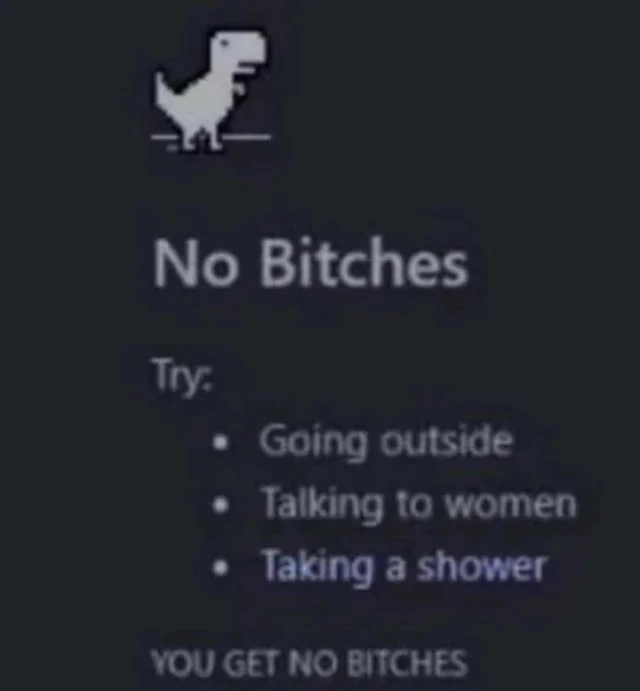 No Bitches
Try:
• Going outside
• Talking to women
• Taking a shower
YOU GET NO BITCHES